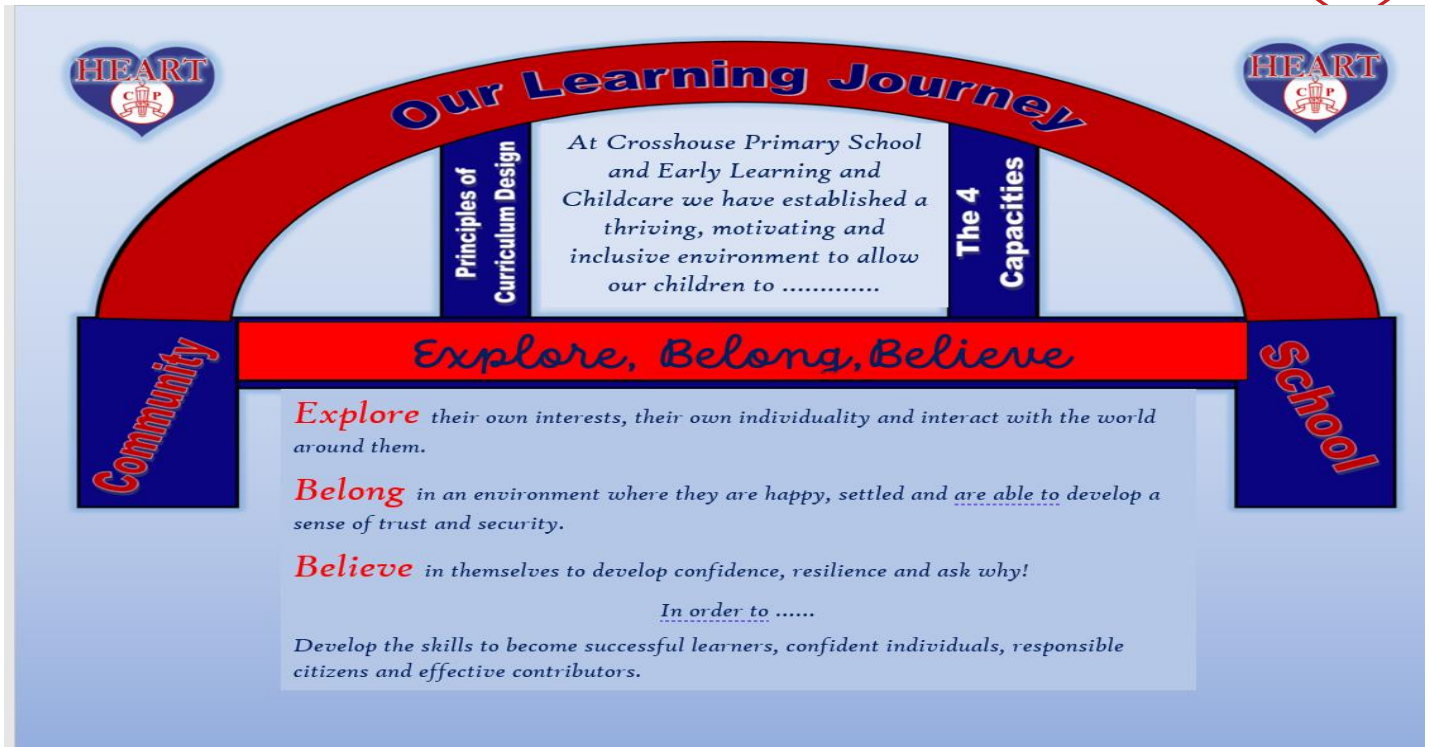 HEART
C P
HEART
C P
Our Learning Journey
Principles of
Curriculum Design
At Crosshouse Primary School
and Early Learning and
Childcare we have established a
thriving, motivating and
inclusive environment to allow
our children to .............
The 4
Capacities
Community
Explore, Belong,Believe
School
Explore their own interests, their own individuality and interact with the world
around them.
Belong in an environment where they are happy, settled and are able to develop a
sense of trust and security.
Believe in themselves to develop confidence, resilience and ask why!
In order to ......
Develop the skills to become successful learners, confident individuals, responsible
citizens and effective contributors.